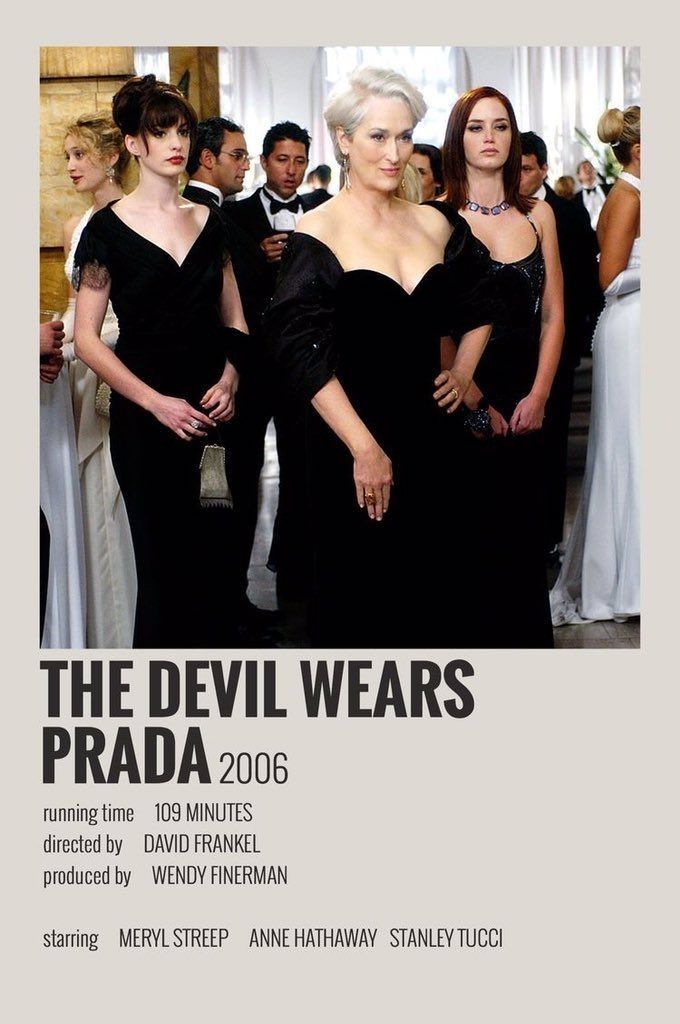 THE DEVIL WEARS
PRADA 2006
running time 109 MINUTES
directed by DAVID FRANKEL
produced by WENDY FINERMAN
starring MERYL STREEP ANNE HATHAWAY STANLEY TUCCI